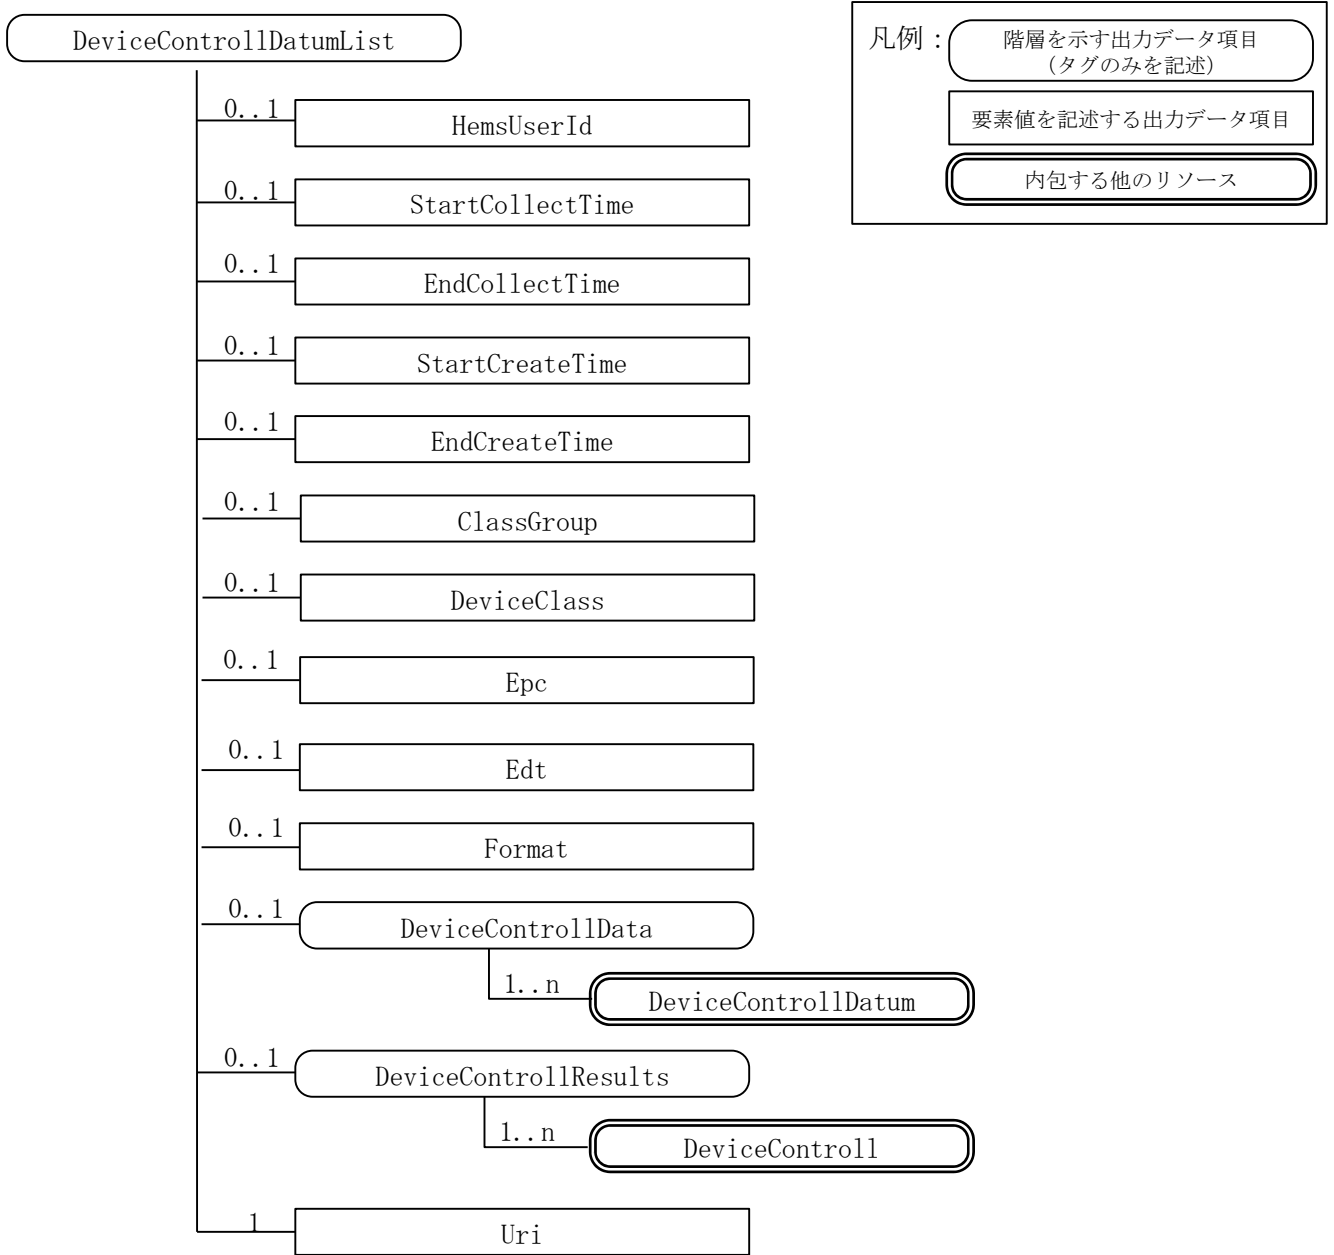 DeviceControllDatumList
凡例：
階層を示す出力データ項目
（タグのみを記述）
要素値を記述する出力データ項目
内包する他のリソース
0..1
HemsUserId
0..1
StartCollectTime
0..1
EndCollectTime
0..1
StartCreateTime
0..1
EndCreateTime
0..1
ClassGroup
0..1
DeviceClass
0..1
Epc
0..1
Edt
0..1
Format
0..1
DeviceControllData
1..n
DeviceControllDatum
0..1
DeviceControllResults
1..n
DeviceControll
1
Uri